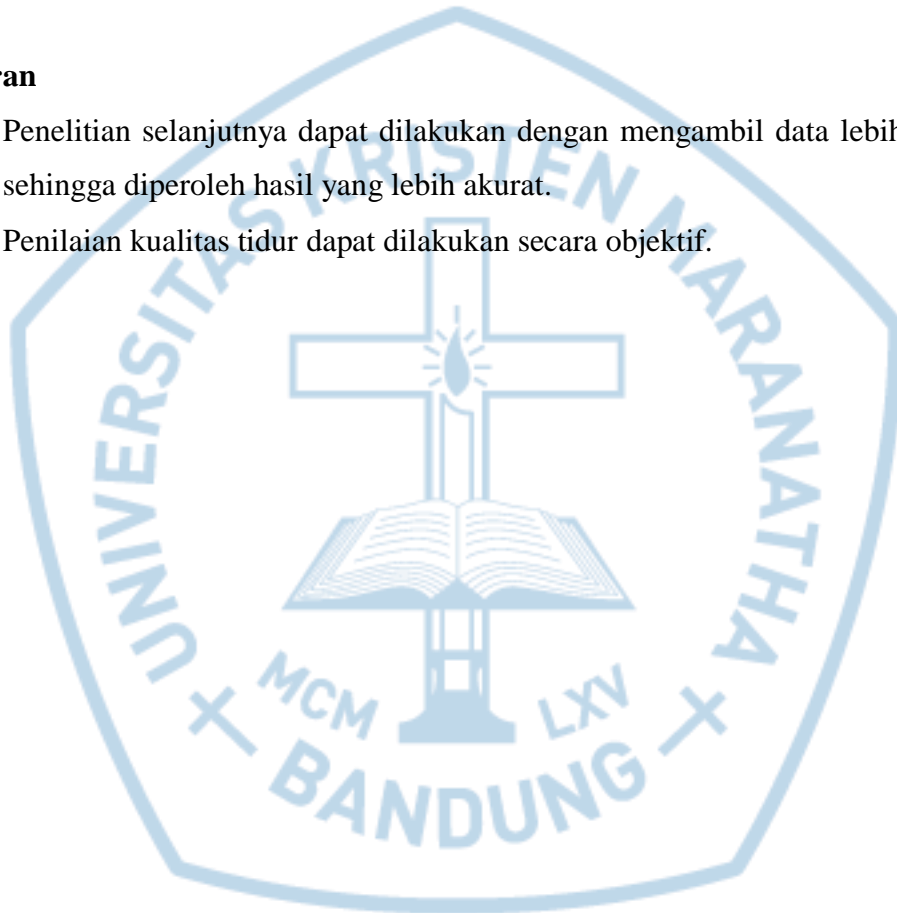 ran
Penelitian selanjutnya dapat dilakukan dengan mengambil data lebih
sehingga diperoleh hasil yang lebih akurat.
Penilaian kualitas tidur dapat dilakukan secara objektif.
UNIVERSITAS KRISTEN MARANATHA
MCM LXV
BANDUNG